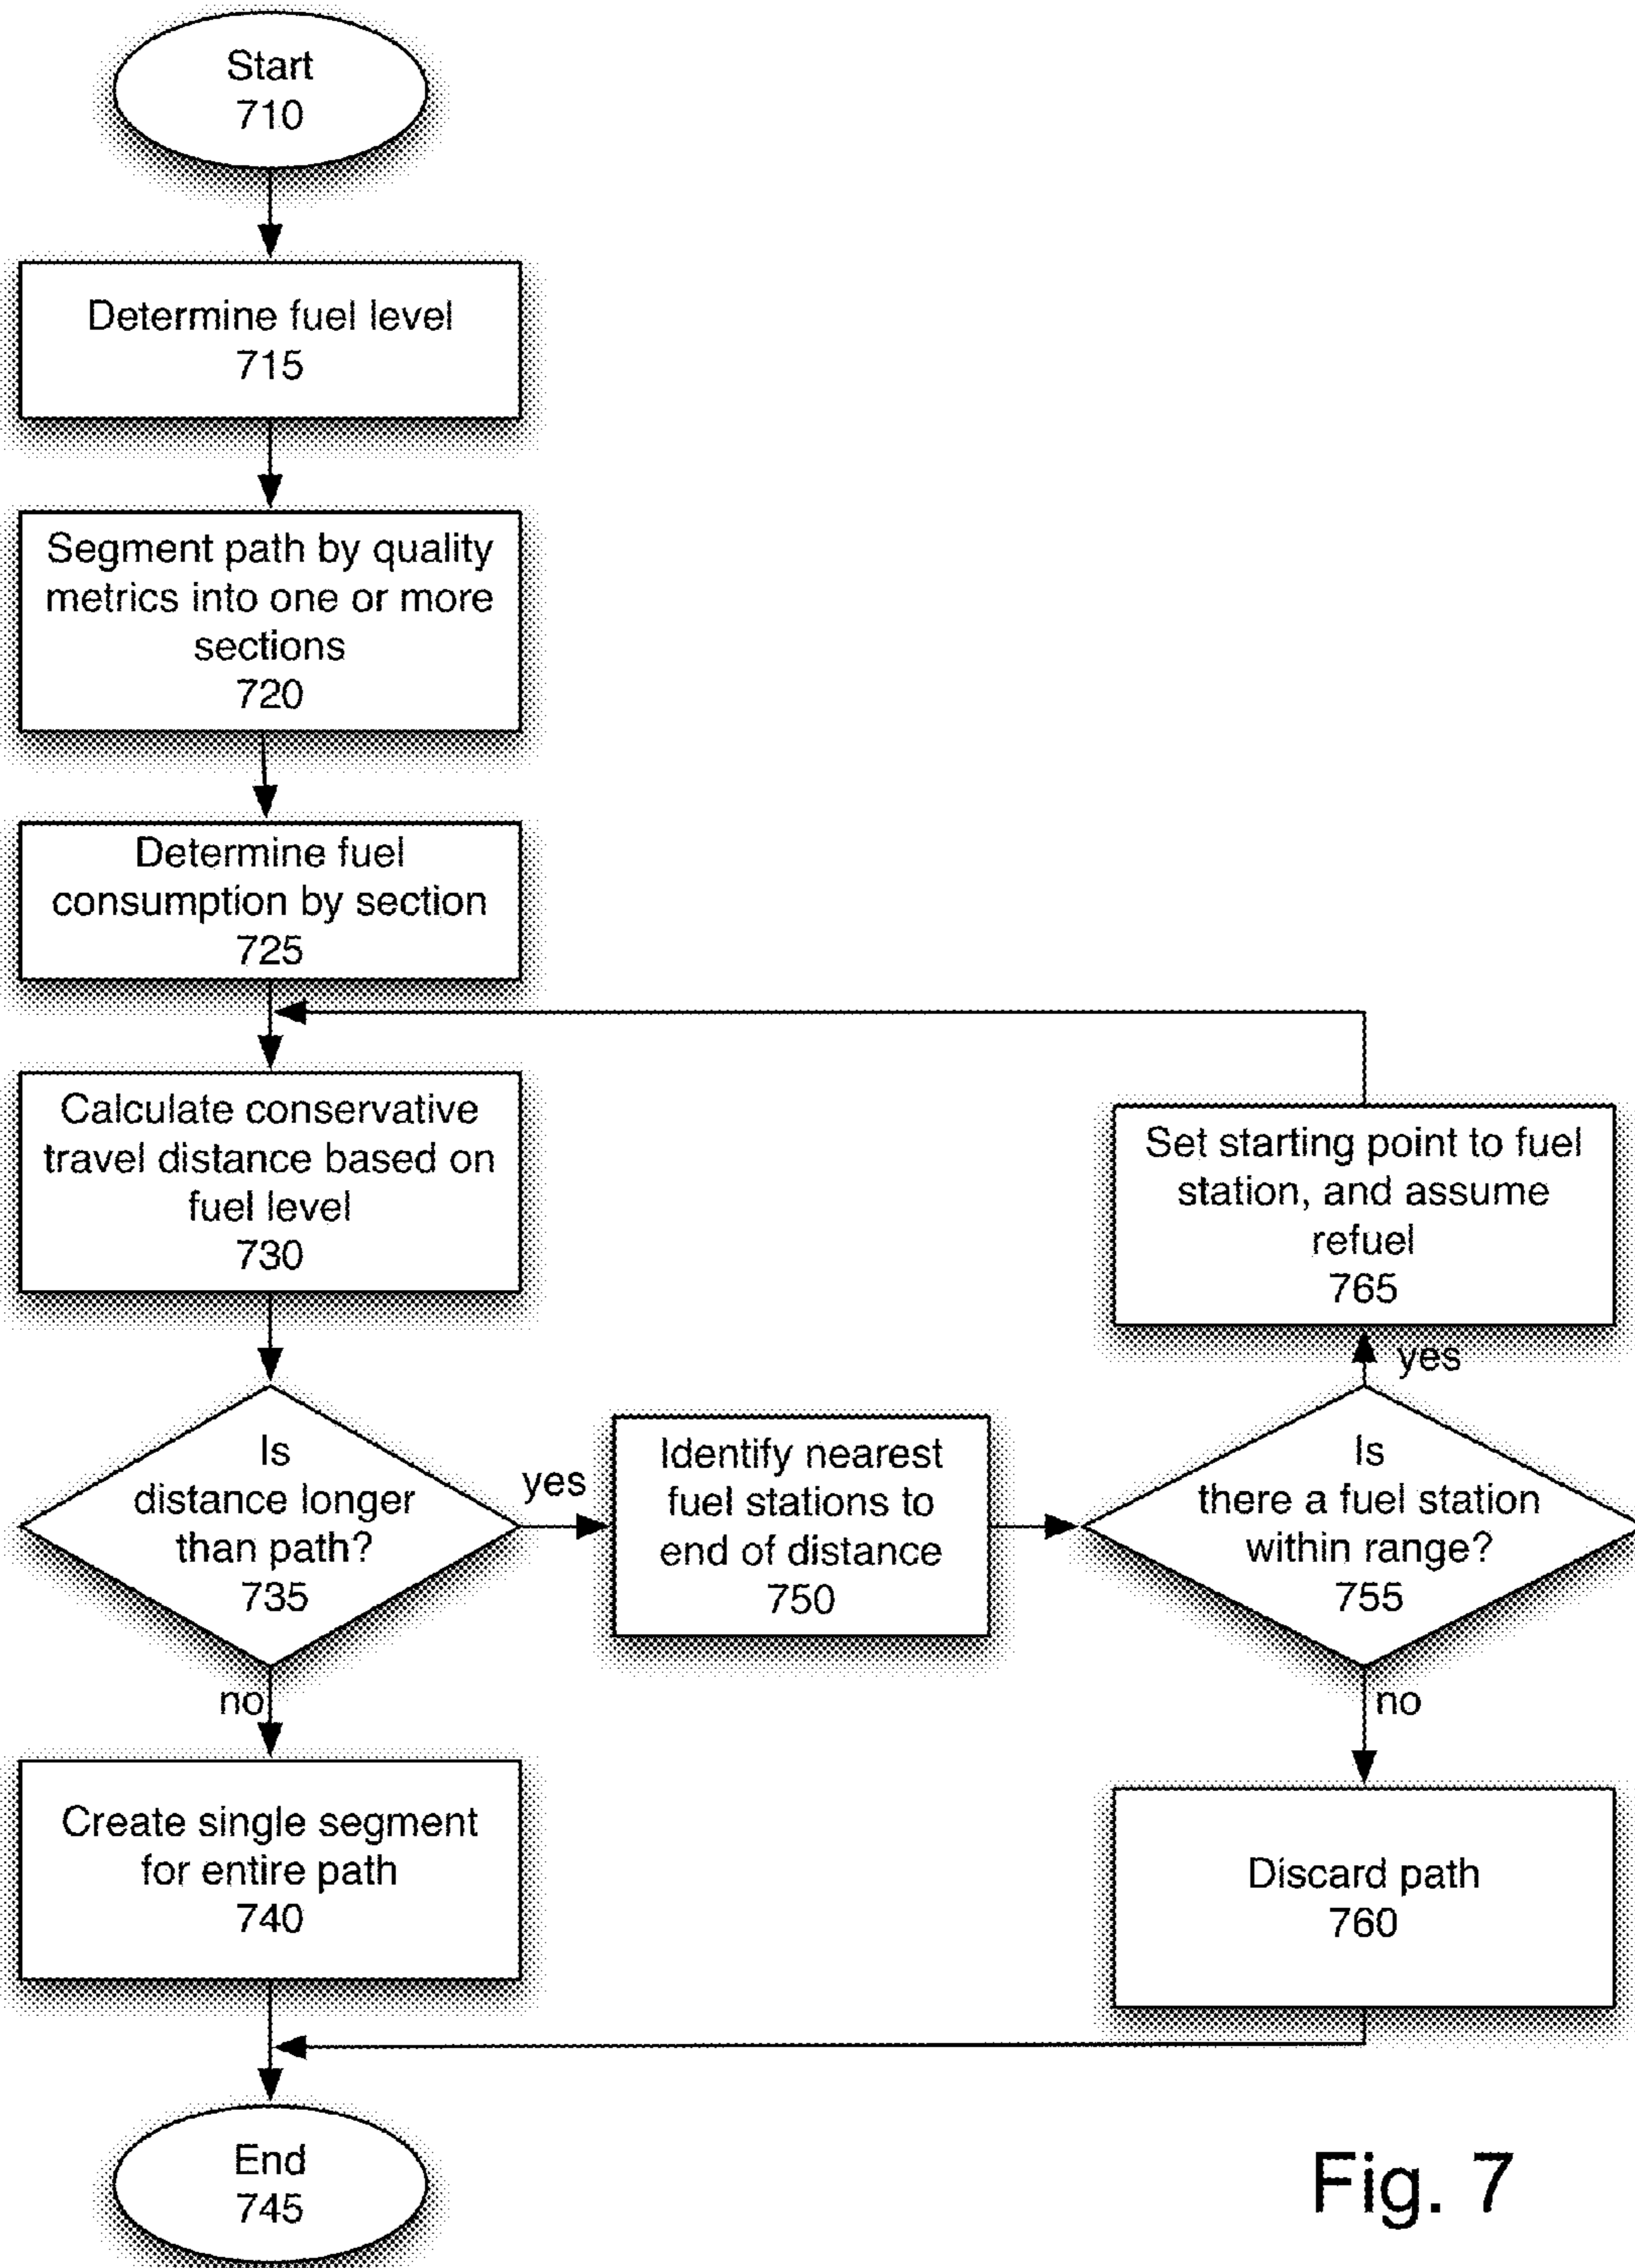 Start
710
Determine fuel level
715
Segment path by quality
metrics into one or more
sections
720
Determine fuel
consumption by section
725
Calculate conservative
travel distance based on
fuel level
730
Set starting point to fuel
station, and assume
refuel
765
yes
Is
distance longer
than path?
735
yes
Identify nearest
fuel stations to
end of distance
750
Is
there a fuel station
within range?
755
no
no
Create single segment
for entire path
740
Discard path
760
End
745
Fig. 7